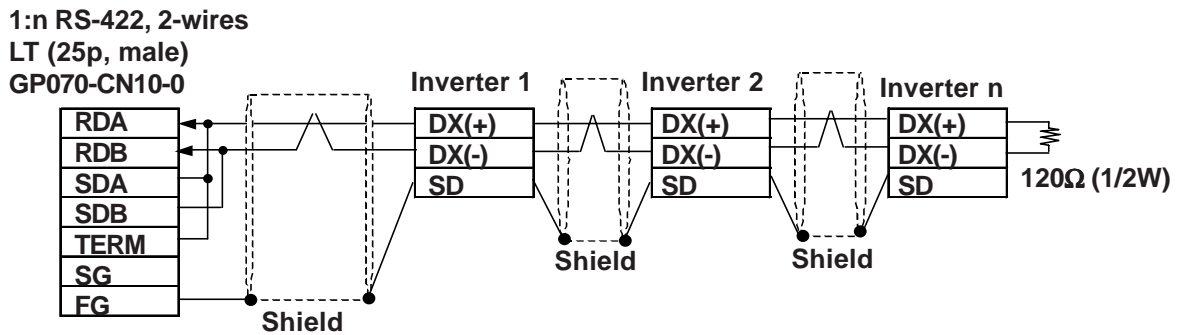 1:n RS-422, 2-wires
LT (25p, male)
GP070-CN10-0
Inverter 1
Inverter 2
Inverter n
RDA
RDB
SDA
SDB
TERM
SG
FG
DX(+)
DX(-)
SD
DX(+)
DX(-)
SD
DX(+)
DX(-)
SD
120Ω (1/2W)
Shield
Shield
Shield